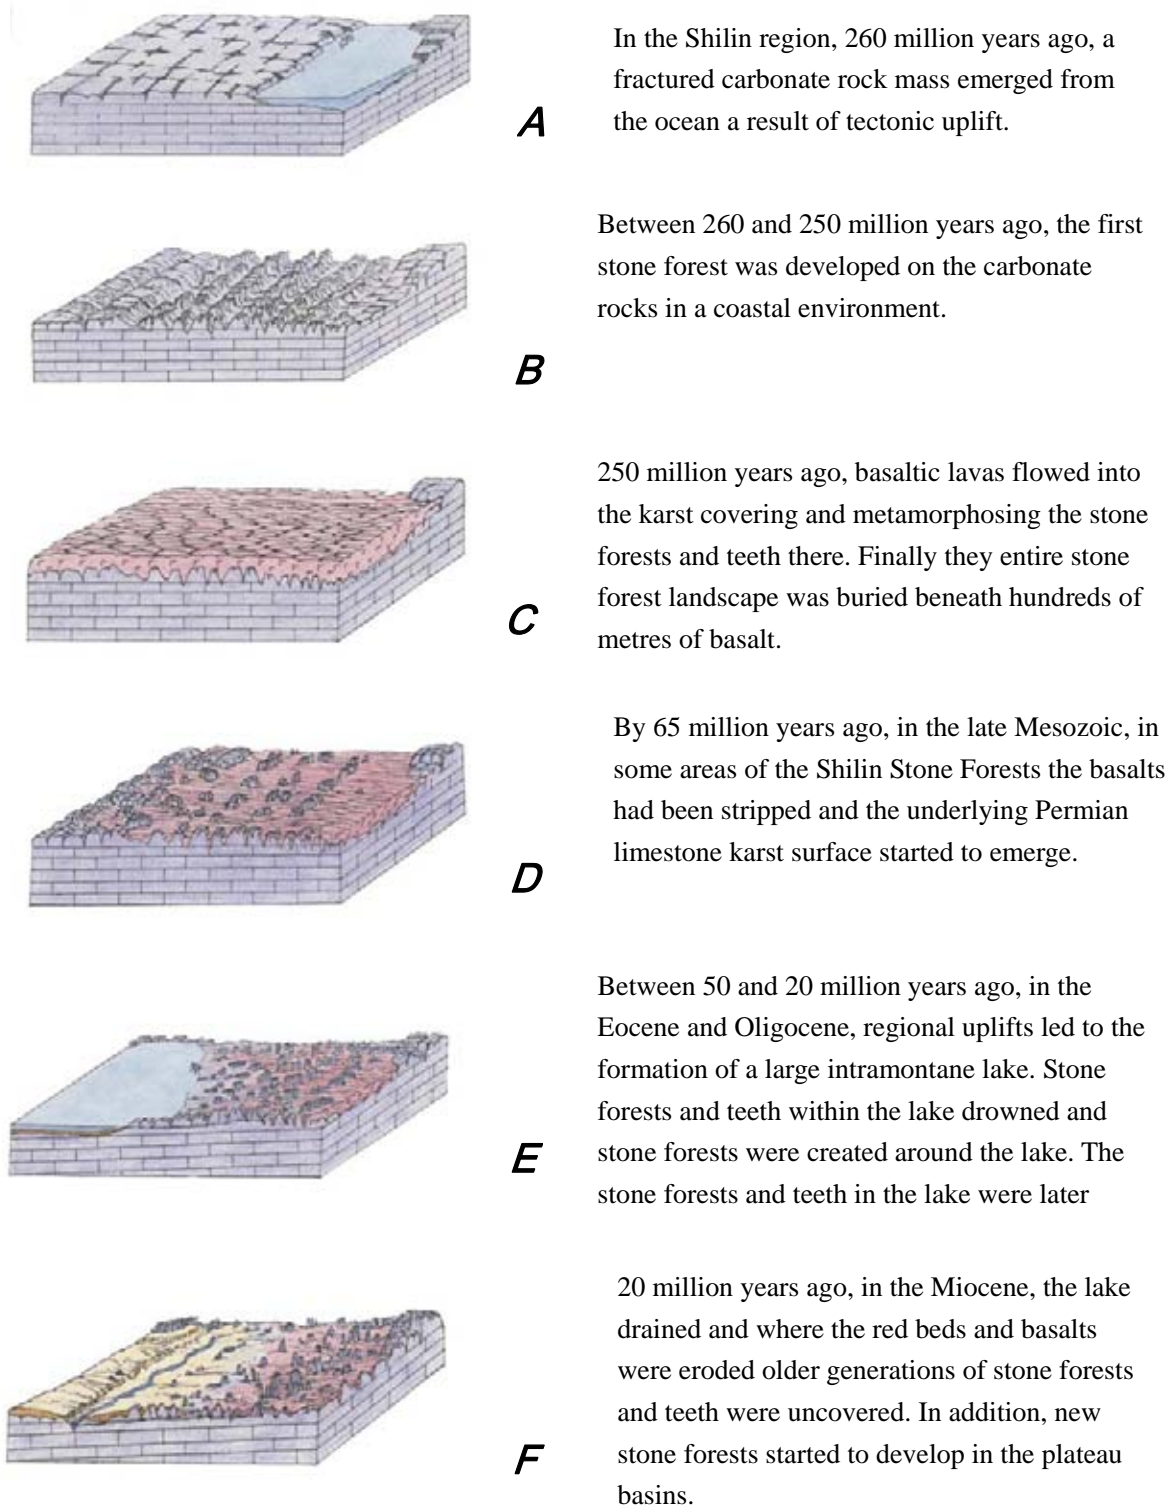 In the Shilin region, 260 million years ago, a
fractured carbonate rock mass emerged from
the ocean a result of tectonic uplift.
A
Between 260 and 250 million years ago, the first
stone forest was developed on the carbonate
rocks in a coastal environment.
B
250 million years ago, basaltic lavas flowed into
the karst covering and metamorphosing the stone
forests and teeth there. Finally they entire stone
forest landscape was buried beneath hundreds of
metres of basalt.
C
By 65 million years ago, in the late Mesozoic, in
some areas of the Shilin Stone Forests the basalts
had been stripped and the underlying Permian
limestone karst surface started to emerge.
D
Between 50 and 20 million years ago, in the
Eocene and Oligocene, regional uplifts led to the
formation of a large intramontane lake. Stone
forests and teeth within the lake drowned and
stone forests were created around the lake. The
stone forests and teeth in the lake were later
E
20 million years ago, in the Miocene, the lake
drained and where the red beds and basalts
were eroded older generations of stone forests
and teeth were uncovered. In addition, new
stone forests started to develop in the plateau
basins.
F